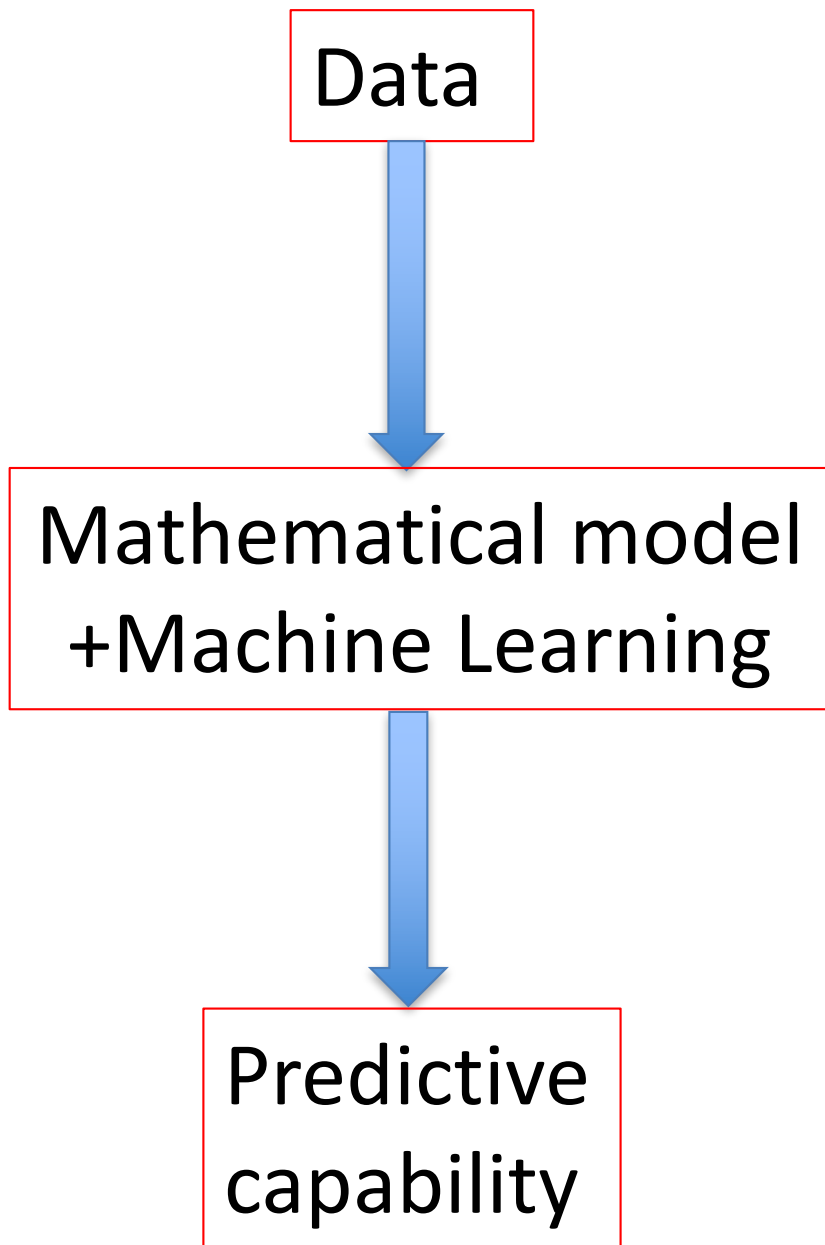 Data
Mathematical model
+Machine Learning
Predictive
capability